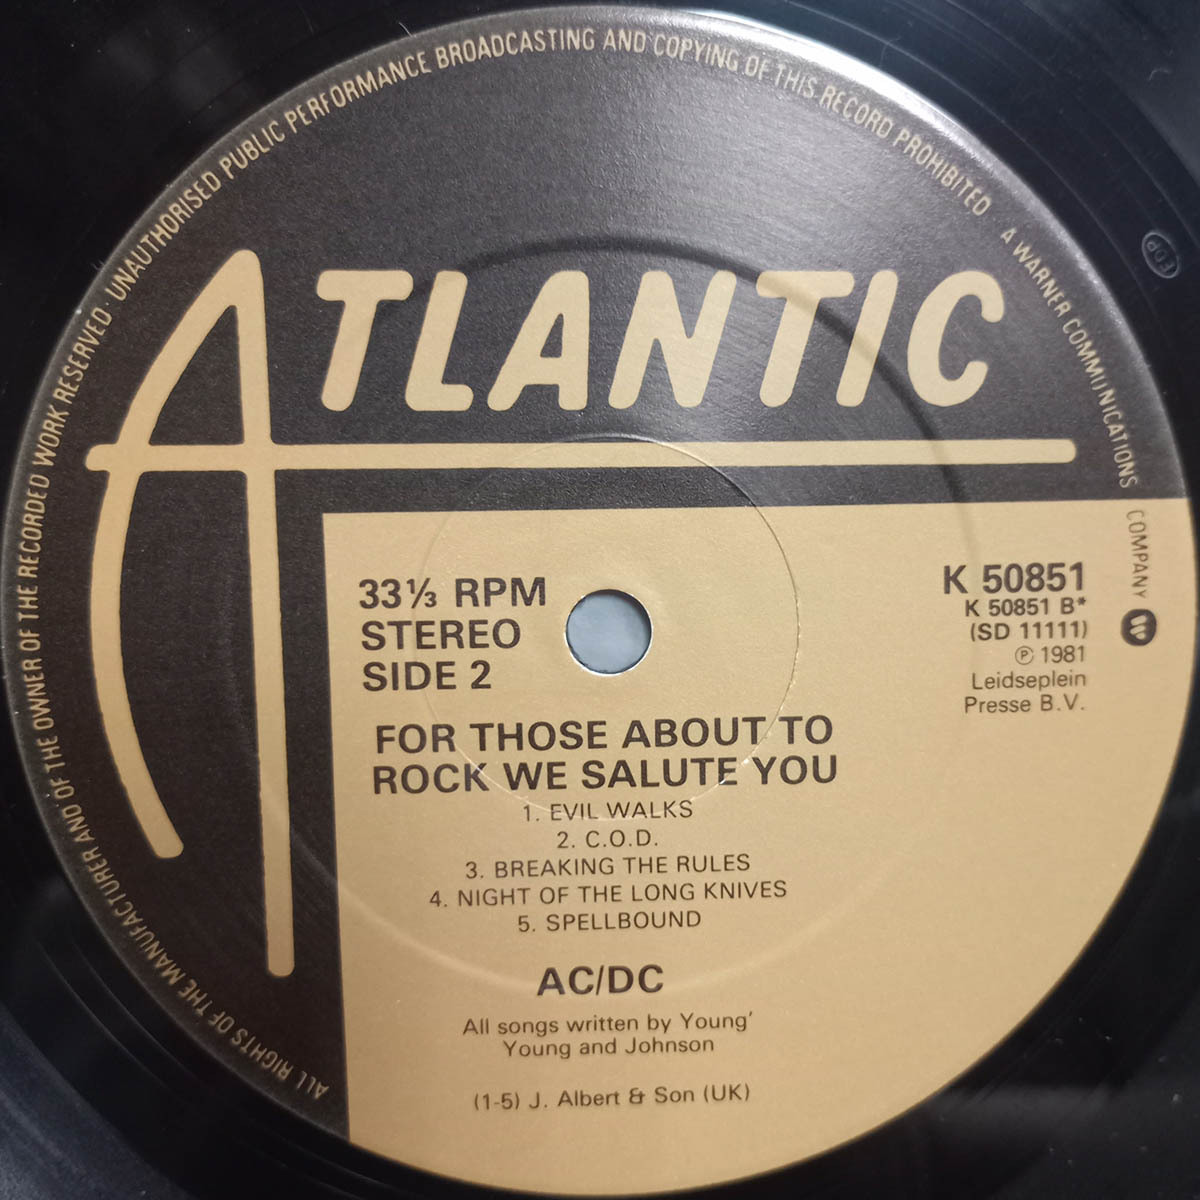 ALL RIGHTS OF THE MANUFACTURER AND OF THE OWNER OF THE RECORDED WORK RESERVED · UNAUTHORISED PUBLIC PERFORMANCE BROADCASTING AND COPYING OF THIS RECORD PROHIBITED · A WARNER COMMUNICATIONS COMPANY
EDP
ATLANTIC
33⅓ RPM
STEREO
SIDE 2
K 50851
K 50851 B*
(SD 11111)
℗ 1981
Leidseplein
Presse B.V.
FOR THOSE ABOUT TO
ROCK WE SALUTE YOU
1. EVIL WALKS
2. C.O.D.
3. BREAKING THE RULES
4. NIGHT OF THE LONG KNIVES
5. SPELLBOUND
AC/DC
All songs written by Young'
Young and Johnson
(1-5) J. Albert & Son (UK)